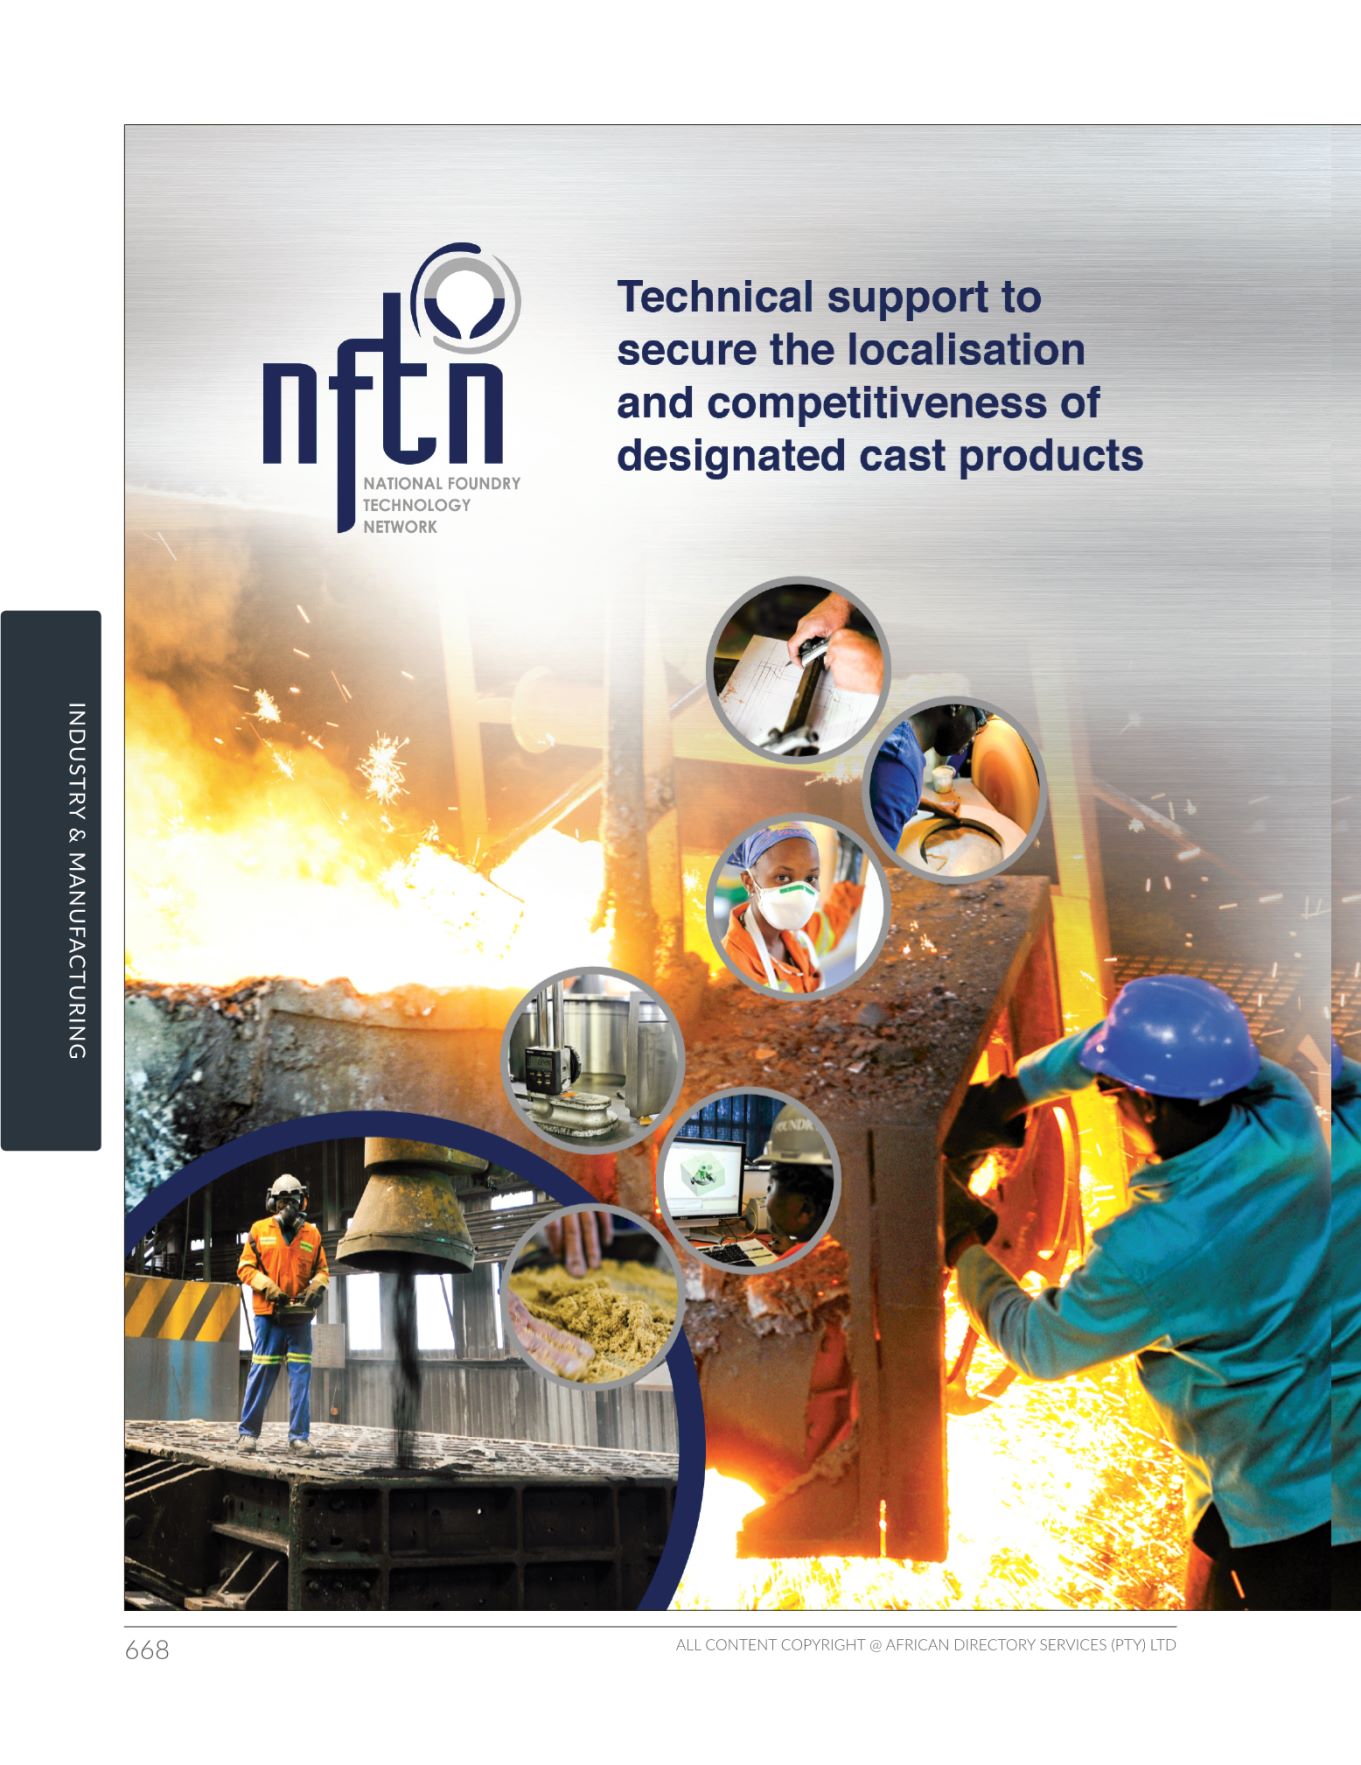 nftn
NATIONAL FOUNDRY
TECHNOLOGY
NETWORK
Technical support to
secure the localisation
and competitiveness of
designated cast products
INDUSTRY & MANUFACTURING
668
ALL CONTENT COPYRIGHT @ AFRICAN DIRECTORY SERVICES (PTY) LTD